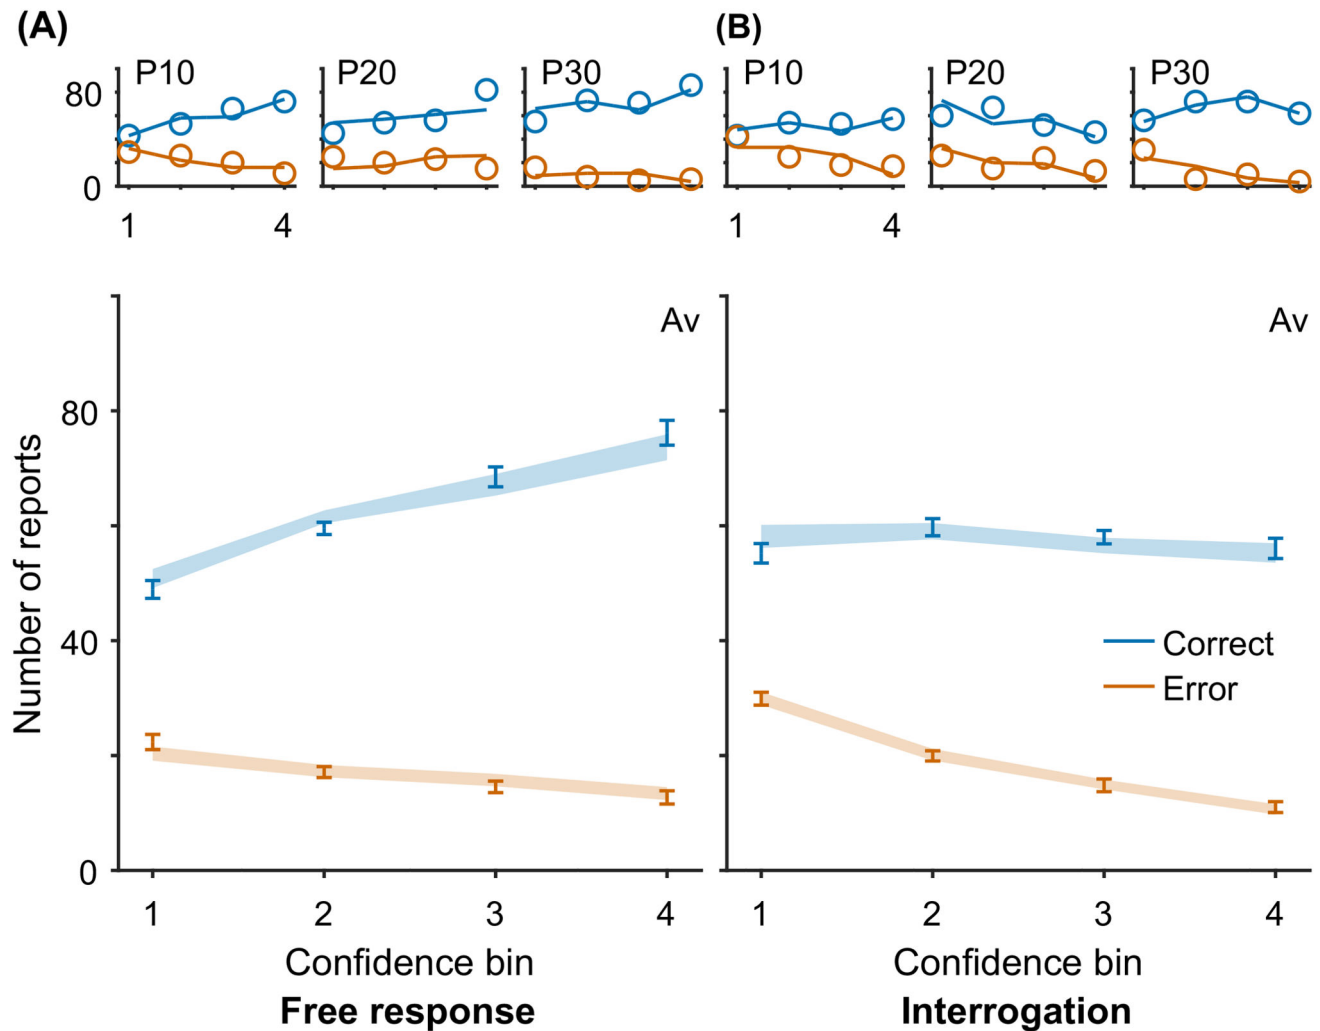 (A)
(B)
P10
P20
P30
P10
P20
P30
80
0
1
4
1
4
Av
Av
80
40
0
Number of reports
Correct
Error
1
2
3
4
1
2
3
4
Confidence bin
Confidence bin
Free response
Interrogation